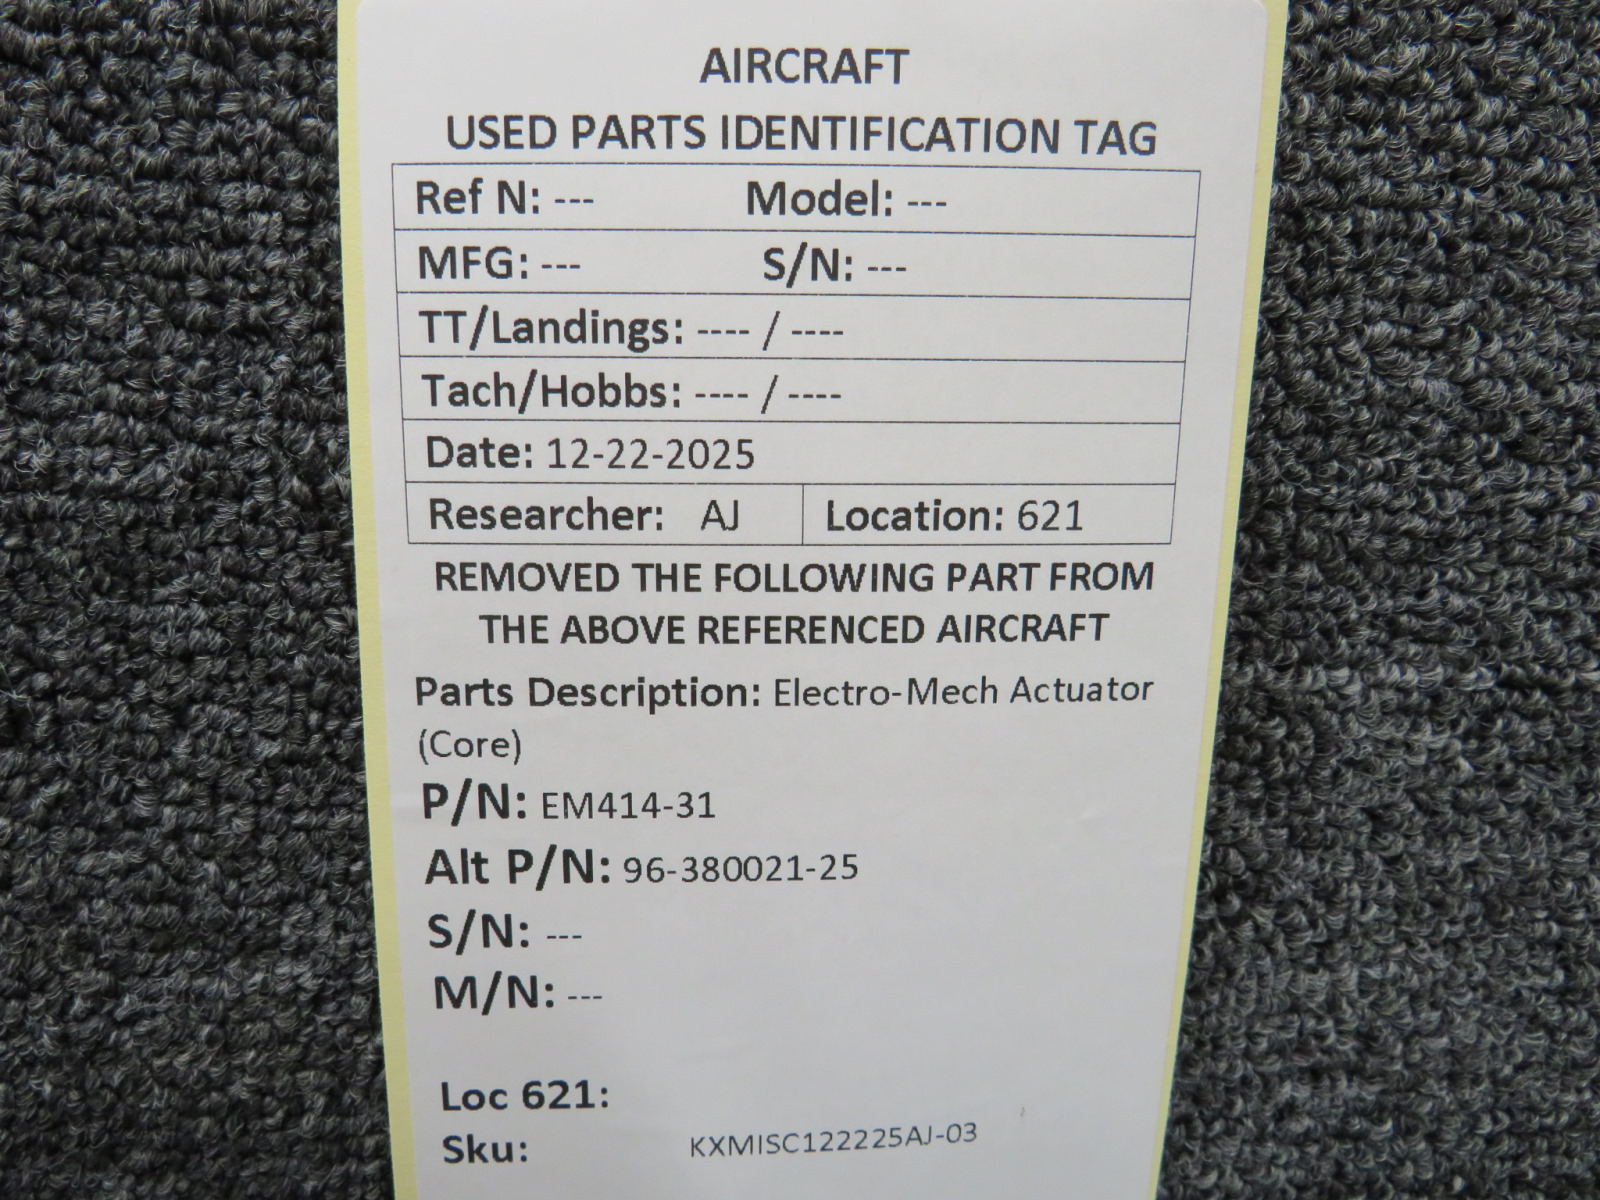 AIRCRAFT
USED PARTS IDENTIFICATION TAG
Ref N: --- Model: ---
MFG: --- S/N: ---
TT/Landings: ---- / ----
Tach/Hobbs: ---- / ----
Date: 12-22-2025
Researcher: AJ Location: 621
REMOVED THE FOLLOWING PART FROM
THE ABOVE REFERENCED AIRCRAFT
Parts Description: Electro-Mech Actuator
(Core)
P/N: EM414-31
Alt P/N: 96-380021-25
S/N: ---
M/N: ---
Loc 621:
Sku: KXMISC122225AJ-03